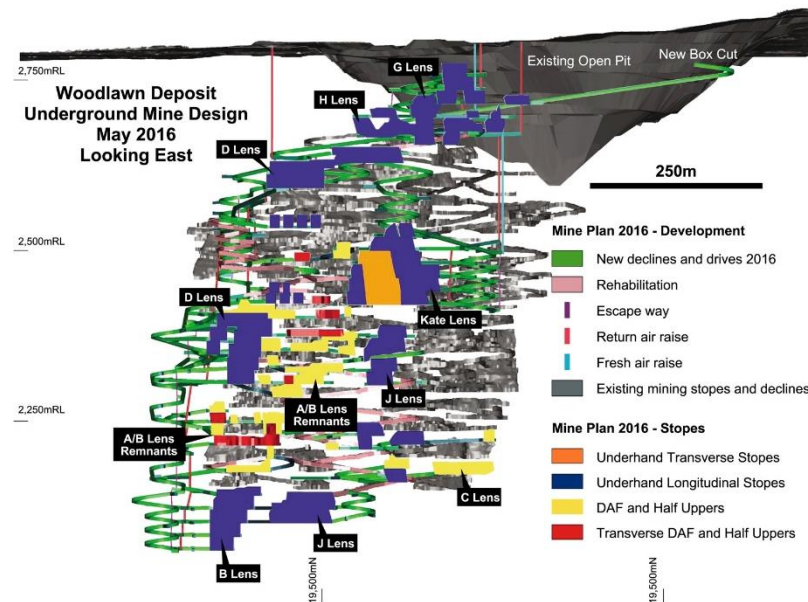 Woodlawn Deposit
Underground Mine Design
May 2016
Looking East
2,750mRL
2,500mRL
2,250mRL
G Lens
H Lens
D Lens
Existing Open Pit
New Box Cut
250m
D Lens
Kate Lens
J Lens
A/B Lens
Remnants
A/B Lens
Remnants
C Lens
J Lens
B Lens
Mine Plan 2016 - Development
New declines and drives 2016
Rehabilitation
Escape way
Return air raise
Fresh air raise
Existing mining stopes and declines
Mine Plan 2016 - Stopes
Underhand Transverse Stopes
Underhand Longitudinal Stopes
DAF and Half Uppers
Transverse DAF and Half Uppers
19,500mN
19,500mN